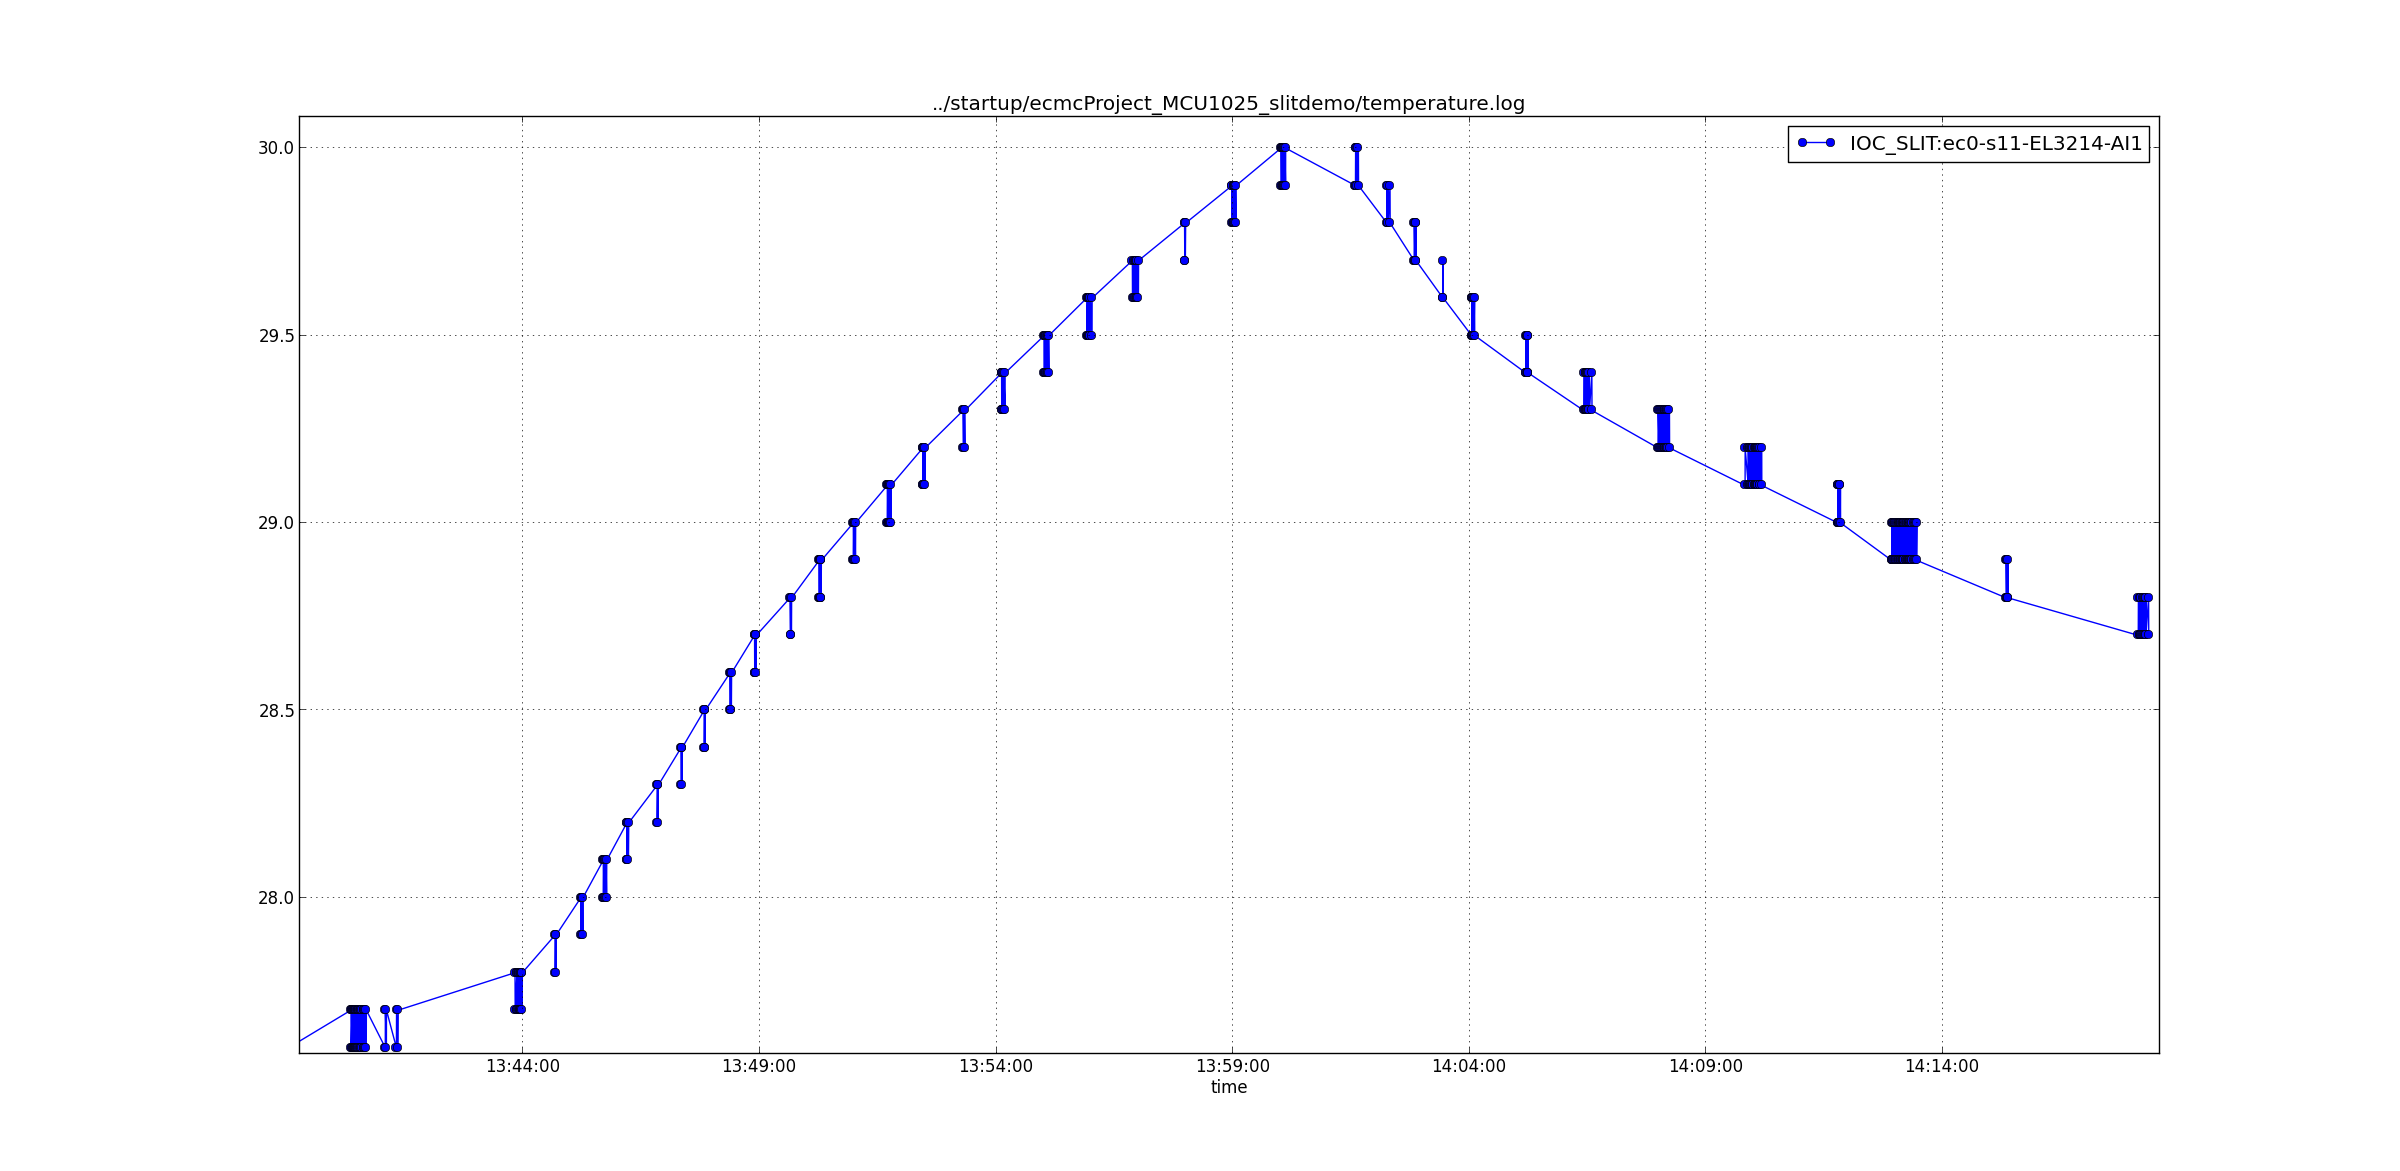 ../startup/ecmcProject_MCU1025_slitdemo/temperature.log
IOC_SLIT:ec0-s11-EL3214-AI1
30.0
29.5
29.0
28.5
28.0
13:44:00 13:49:00 13:54:00 13:59:00 14:04:00 14:09:00 14:14:00
time